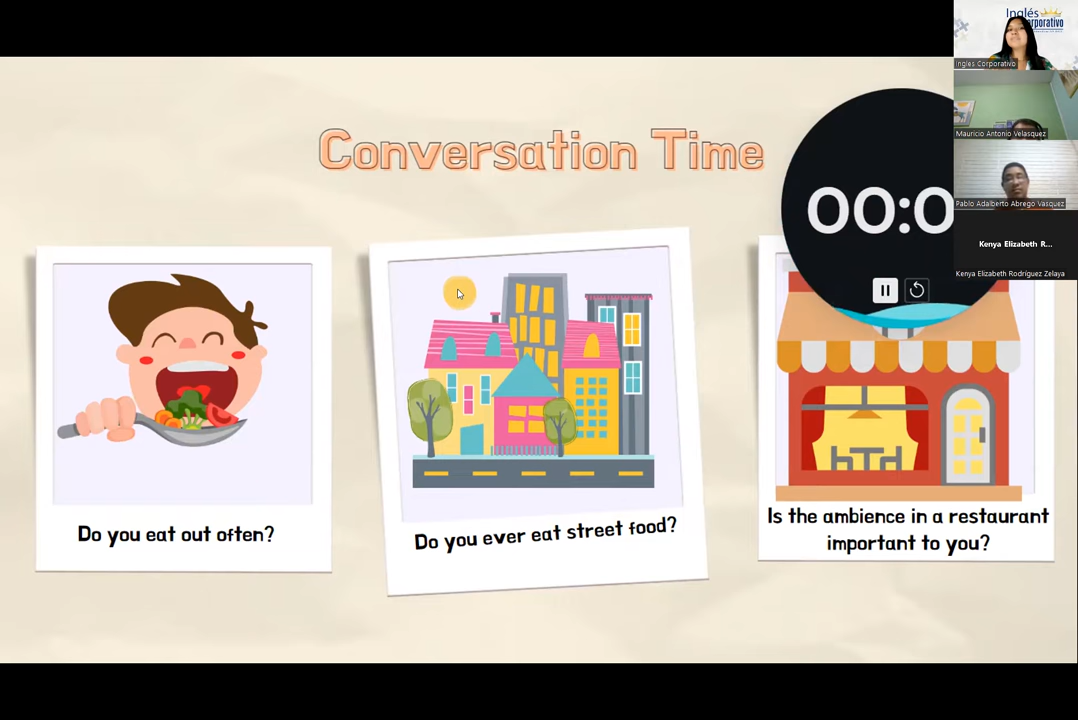 Conversation Time
00:0
Do you eat out often?
Do you ever eat street food?
Is the ambience in a restaurant
important to you?
Inglés
Corporativo
Ingles Corporativo
Mauricio Antonio Velasquez
Pablo Adalberto Abrego Vasquez
Kenya Elizabeth R...
Kenya Elizabeth Rodríguez Zelaya